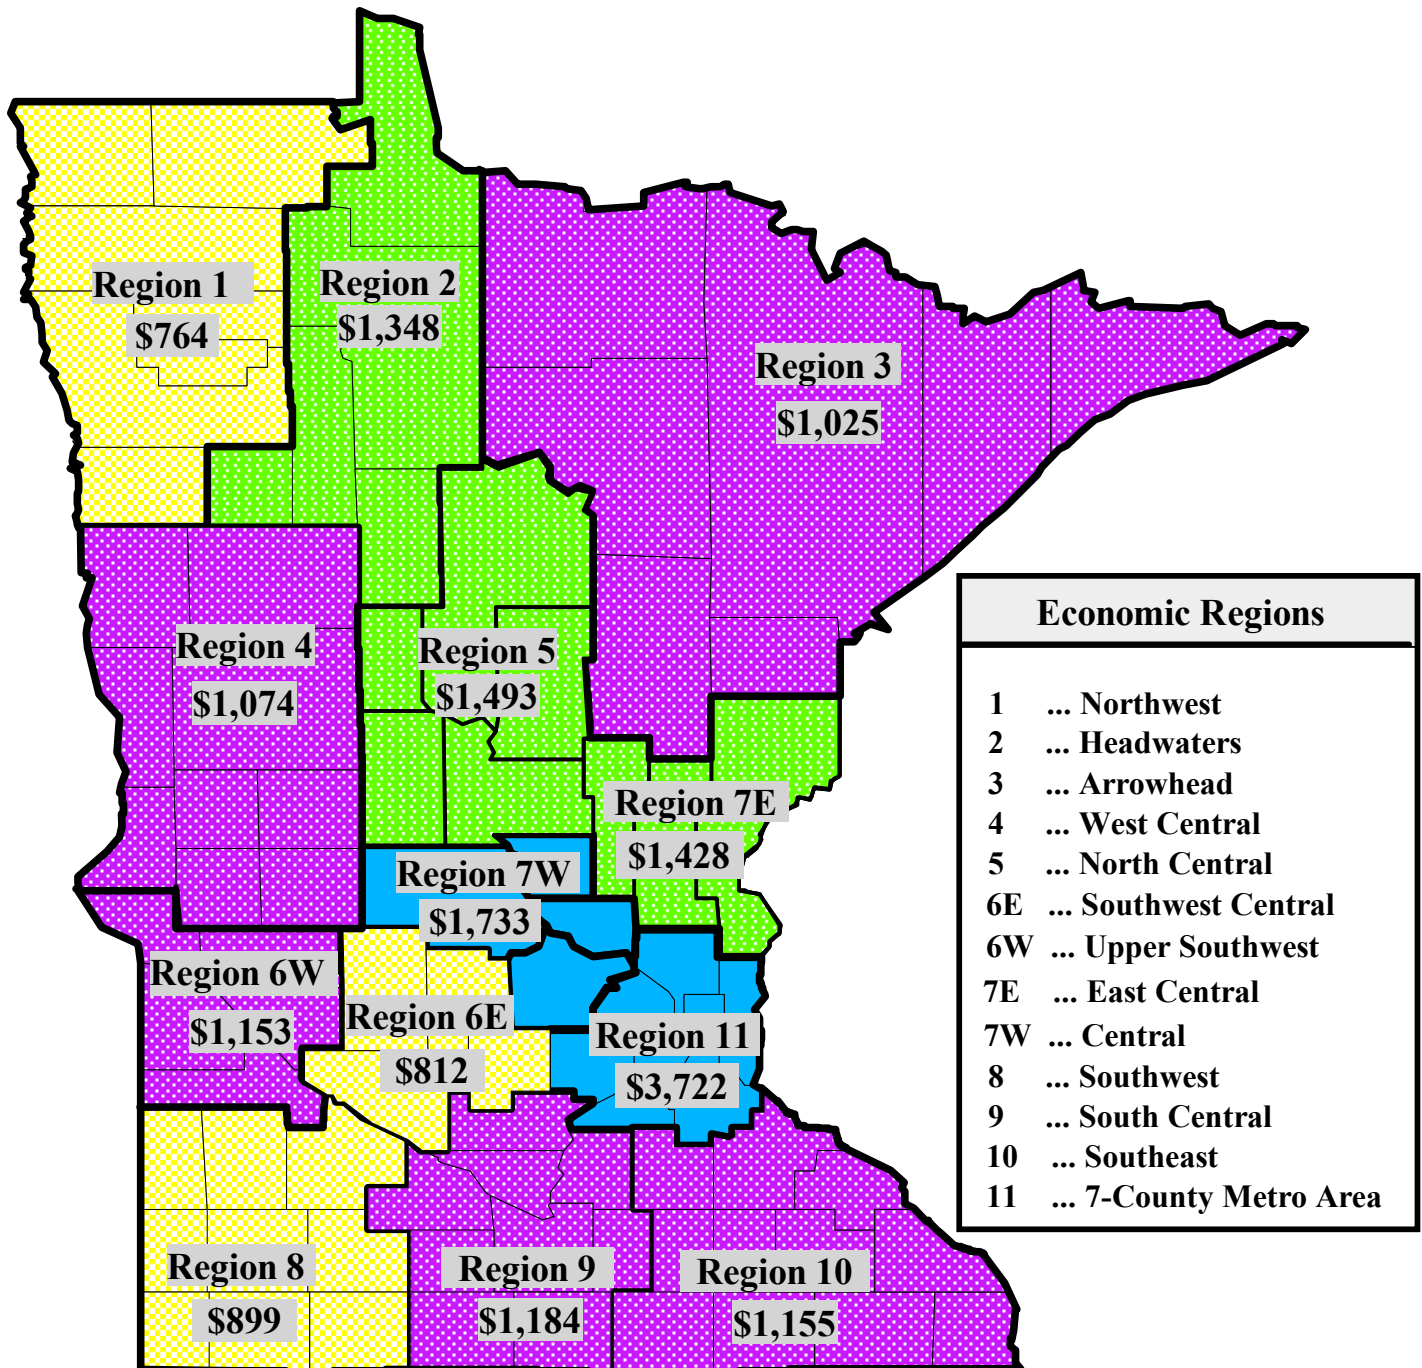 Region 1
$764
Region 2
$1,348
Region 3
$1,025
Region 4
$1,074
Region 5
$1,493
Region 7E
$1,428
Region 7W
$1,733
Region 6W
$1,153
Region 6E
$812
Region 11
$3,722
Region 8
$899
Region 9
$1,184
Region 10
$1,155
Economic Regions
1 ... Northwest
2 ... Headwaters
3 ... Arrowhead
4 ... West Central
5 ... North Central
6E ... Southwest Central
6W ... Upper Southwest
7E ... East Central
7W ... Central
8 ... Southwest
9 ... South Central
10 ... Southeast
11 ... 7-County Metro Area